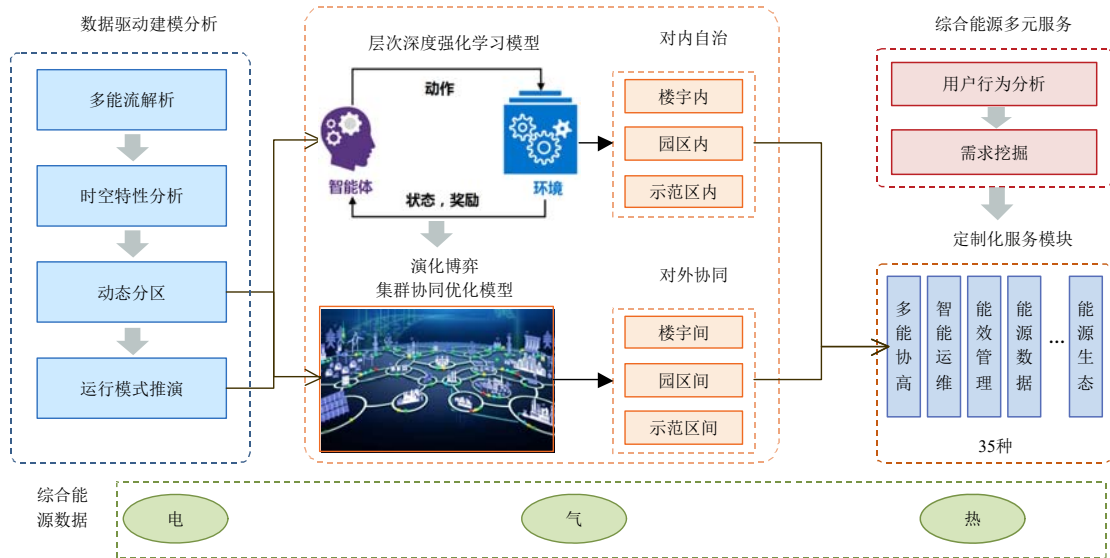 数据驱动建模分析
多能流解析
时空特性分析
动态分区
运行模式推演
层次深度强化学习模型
动作
智能体
环境
状态，奖励
演化博弈
集群协同优化模型
对内自治
楼宇内
园区内
示范区内
对外协同
楼宇间
园区间
示范区间
综合能源多元服务
用户行为分析
需求挖掘
定制化服务模块
多能协高
智能运维
能效管理
能源数据
...
能源生态
35种
综合能
源数据
电
气
热